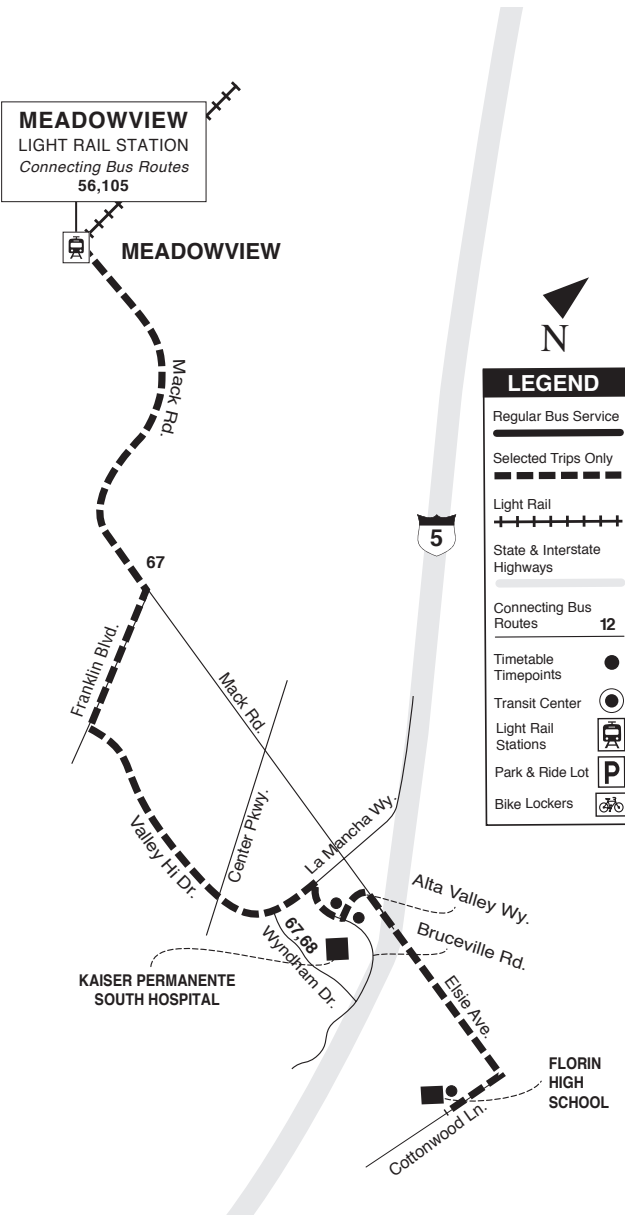 MEADOWVIEW
LIGHT RAIL STATION
Connecting Bus Routes
56,105
MEADOWVIEW
Mack Rd.
N
LEGEND
Regular Bus Service
Selected Trips Only
Light Rail
State & Interstate
Highways
Connecting Bus
Routes 12
Timetable
Timepoints
Transit Center
Light Rail
Stations
Park & Ride Lot P
Bike Lockers
5
67
Franklin Blvd.
Mack Rd.
Center Pkwy.
La Mancha Wy.
Valley Hi Dr.
Alta Valley Wy.
Bruceville Rd.
67,68
Wyndham Dr.
Elsie Ave.
KAISER PERMANENTE
SOUTH HOSPITAL
FLORIN
HIGH
SCHOOL
Cottonwood Ln.